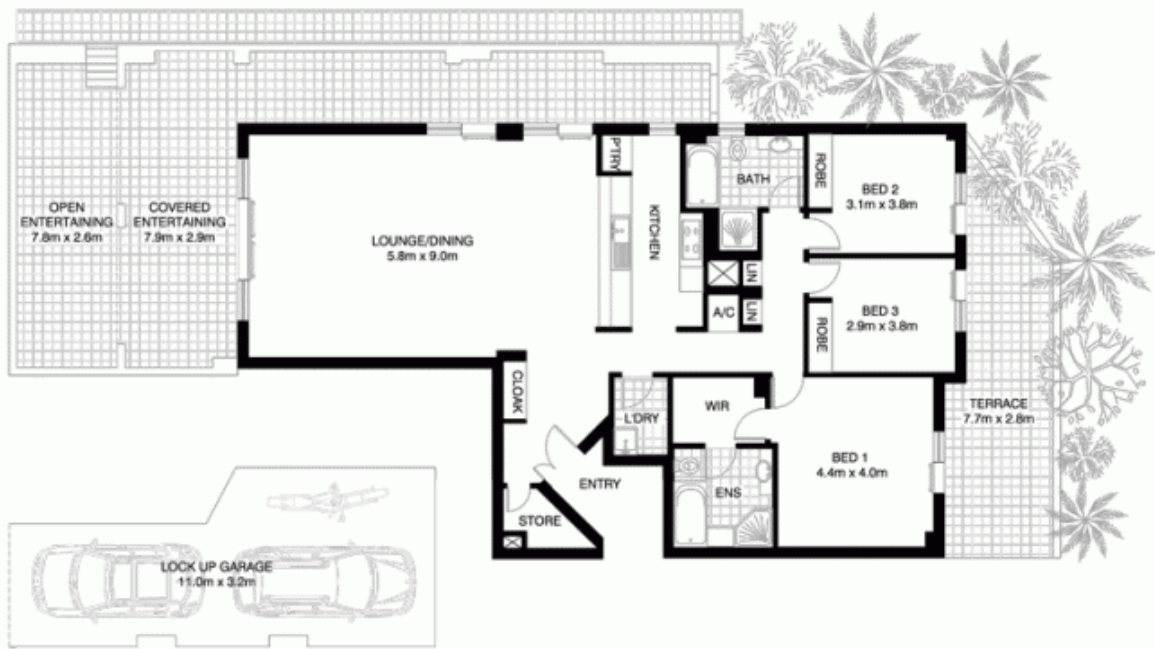 OPEN
ENTERTAINING
7.8m x 2.6m
COVERED
ENTERTAINING
7.9m x 2.9m
LOUNGE/DINING
5.8m x 9.0m
PTRY
KITCHEN
BATH
ROBE
BED 2
3.1m x 3.8m
LIN
A/C
LIN
BED 3
2.9m x 3.8m
ROBE
CLOAK
L'DRY
WIR
TERRACE
7.7m x 2.8m
BED 1
4.4m x 4.0m
ENTRY
ENS
STORE
LOCK UP GARAGE
11.0m x 3.2m